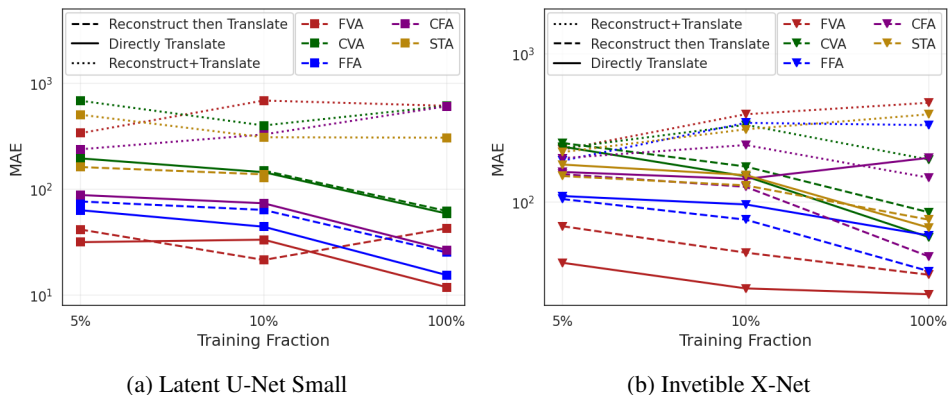 Reconstruct then Translate
Directly Translate
Reconstruct+Translate
FVA
CVA
FFA
CFA
STA
MAE
10³
10²
10¹
5%
10%
100%
Training Fraction
(a) Latent U-Net Small
Reconstruct+Translate
Reconstruct then Translate
Directly Translate
FVA
CVA
FFA
CFA
STA
MAE
10³
10²
5%
10%
100%
Training Fraction
(b) Invetible X-Net